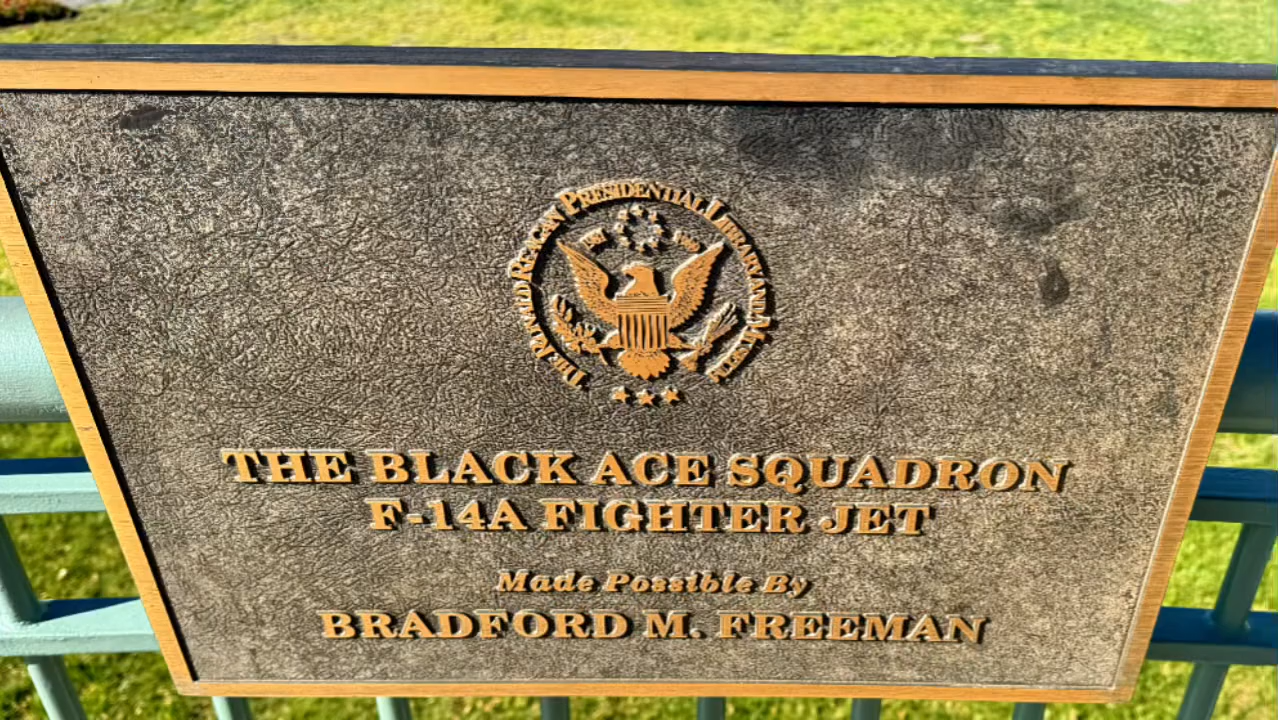 THE RONALD REAGAN PRESIDENTIAL LIBRARY AND MUSEUM
THE BLACK ACE SQUADRON
F-14A FIGHTER JET
Made Possible By
BRADFORD M. FREEMAN